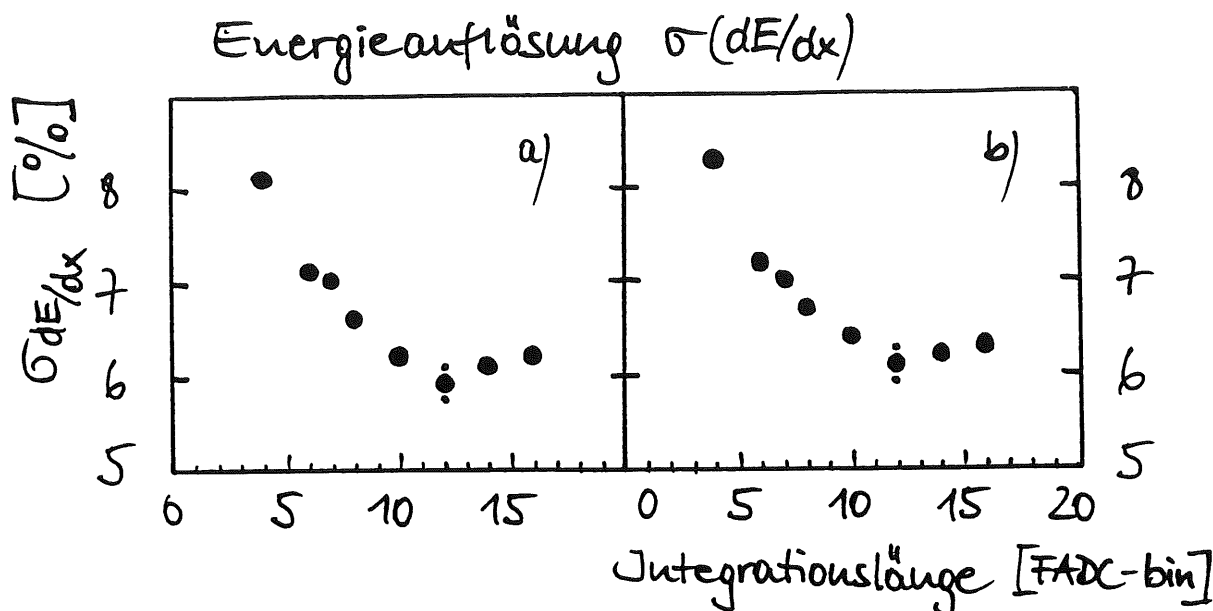 Energieauflösung σ(dE/dx)
σ dE/dx [%]
a)
b)
8
7
6
5
8
7
6
5
0 5 10 15
0 5 10 15 20
Integrationslänge [FADC-bin]